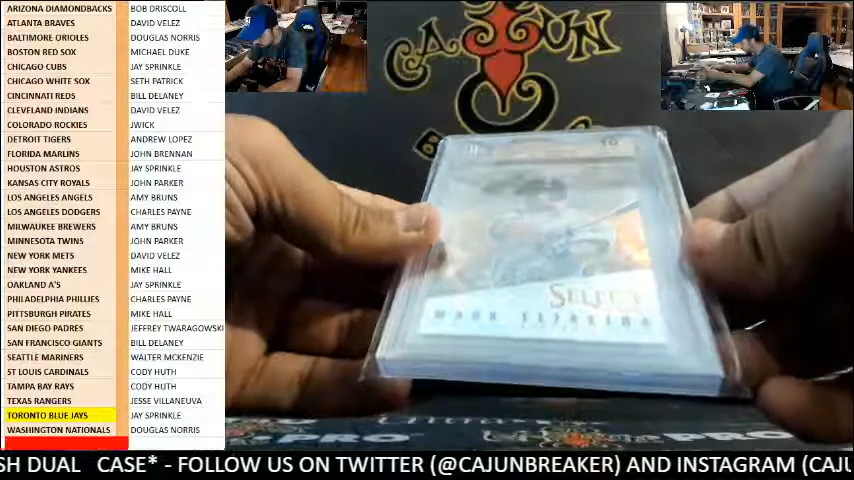 ARIZONA DIAMONDBACKS BOB DRISCOLL
ATLANTA BRAVES DAVID VELEZ
BALTIMORE ORIOLES DOUGLAS NORRIS
BOSTON RED SOX MICHAEL DUKE
CHICAGO CUBS JAY SPRINKLE
CHICAGO WHITE SOX SETH PATRICK
CINCINNATI REDS BILL DELANEY
CLEVELAND INDIANS DAVID VELEZ
COLORADO ROCKIES JWICK
DETROIT TIGERS ANDREW LOPEZ
FLORIDA MARLINS JOHN BRENNAN
HOUSTON ASTROS JAY SPRINKLE
KANSAS CITY ROYALS JOHN PARKER
LOS ANGELES ANGELS AMY BRUNS
LOS ANGELES DODGERS CHARLES PAYNE
MILWAUKEE BREWERS AMY BRUNS
MINNESOTA TWINS JOHN PARKER
NEW YORK METS DAVID VELEZ
NEW YORK YANKEES MIKE HALL
OAKLAND A'S JAY SPRINKLE
PHILADELPHIA PHILLIES CHARLES PAYNE
PITTSBURGH PIRATES MIKE HALL
SAN DIEGO PADRES JEFFREY TWARAGOWSKI
SAN FRANCISCO GIANTS BILL DELANEY
SEATTLE MARINERS WALTER MCKENZIE
ST LOUIS CARDINALS CODY HUTH
TAMPA BAY RAYS CODY HUTH
TEXAS RANGERS JESSE VILLANEUVA
TORONTO BLUE JAYS JAY SPRINKLE
WASHINGTON NATIONALS DOUGLAS NORRIS
CAJUN
10
SELECT
PRO
SH DUAL CASE* - FOLLOW US ON TWITTER (@CAJUNBREAKER) AND INSTAGRAM (CAJU